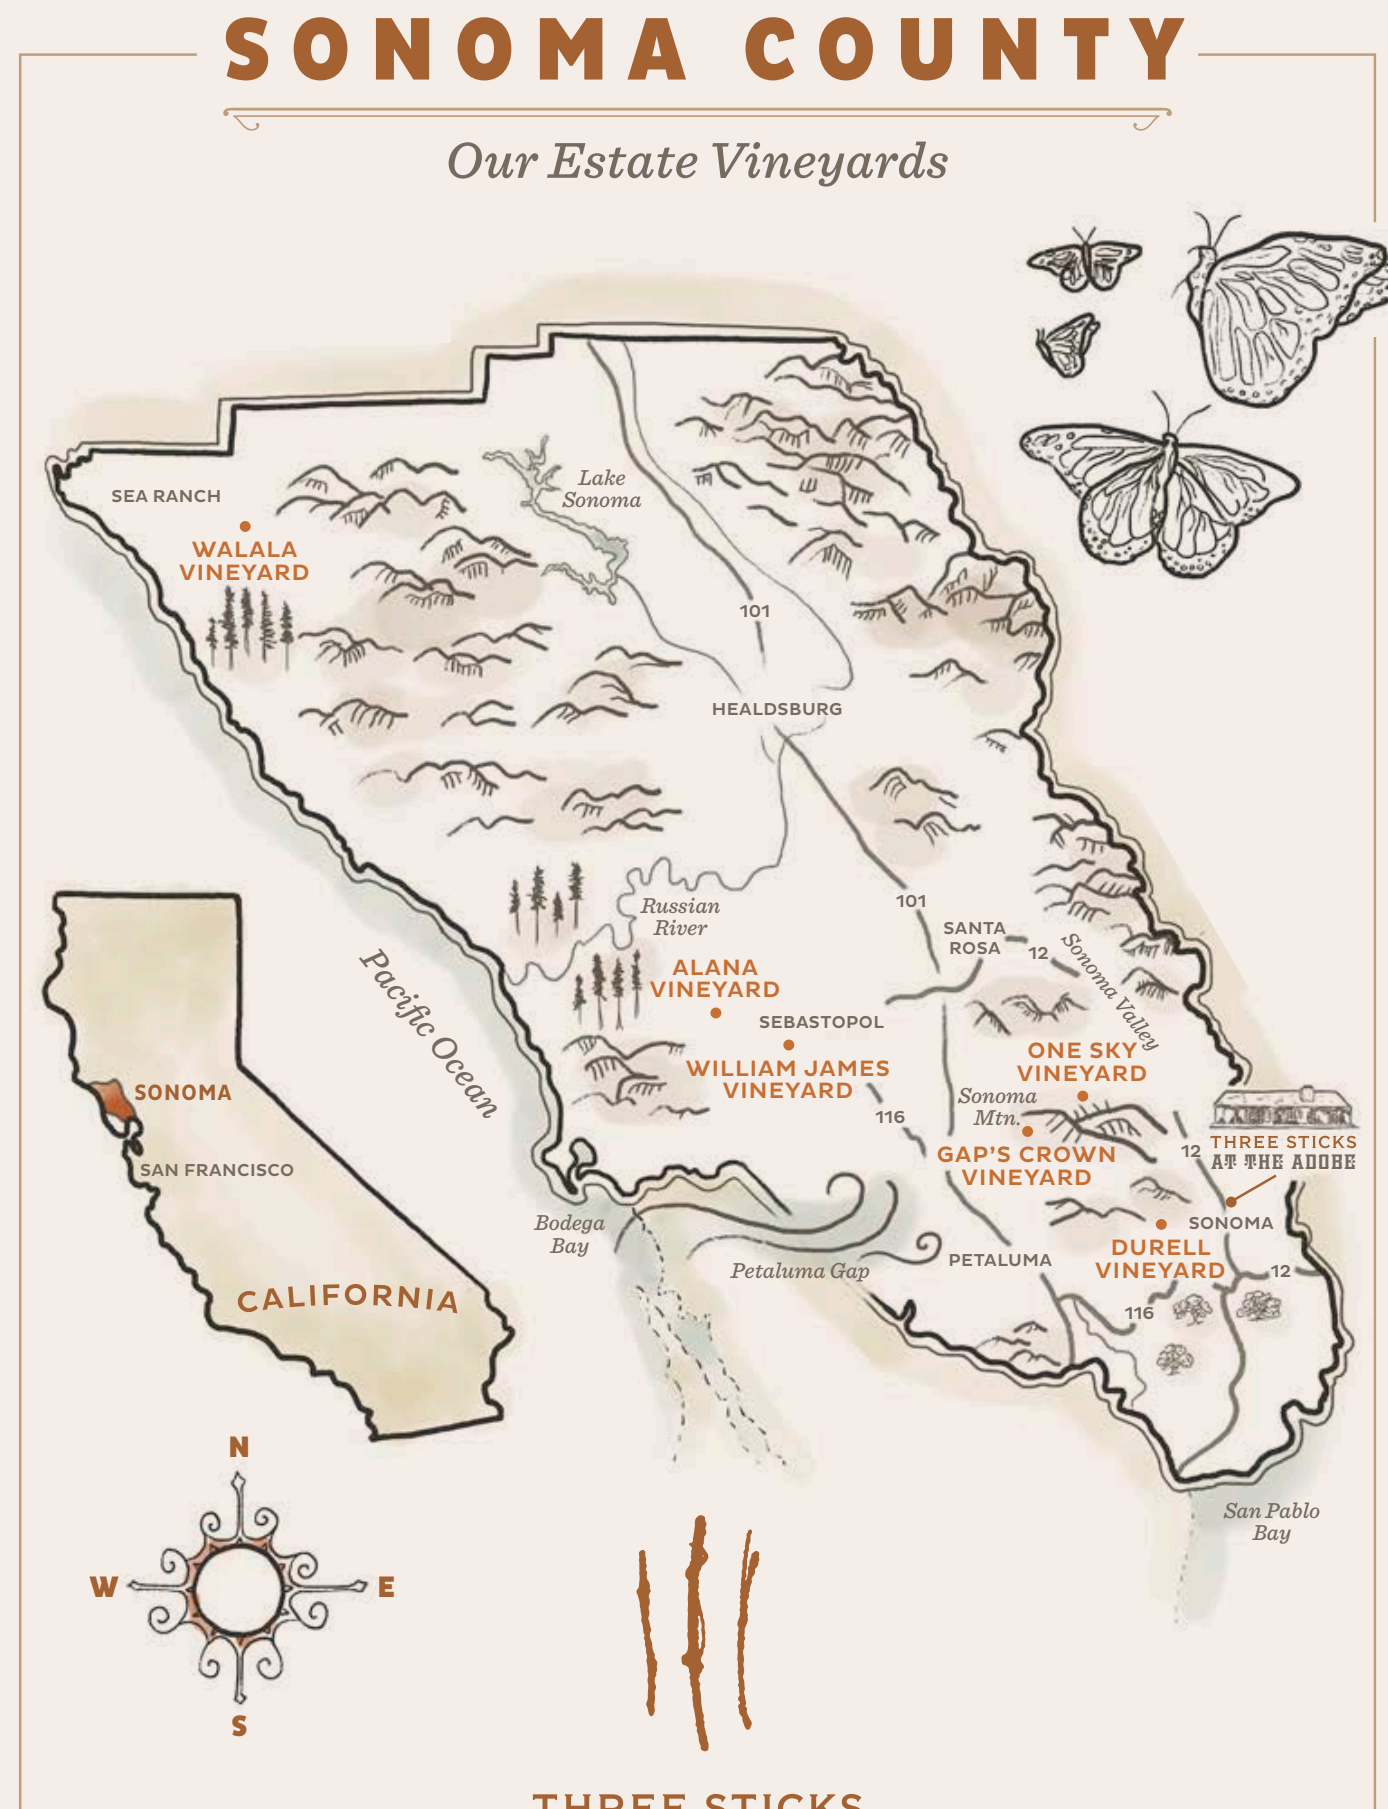 SONOMA COUNTY
Our Estate Vineyards
Lake
Sonoma
SEA RANCH
WALALA
VINEYARD
101
HEALDSBURG
101
Russian
River
SANTA
ROSA
12
Sonoma Valley
Pacific Ocean
ALANA
VINEYARD
SEBASTOPOL
WILLIAM JAMES
VINEYARD
ONE SKY
VINEYARD
Sonoma
Mtn.
116
GAP'S CROWN
VINEYARD
12
THREE STICKS
AT THE ADOBE
SONOMA
SAN FRANCISCO
CALIFORNIA
Bodega
Bay
Petaluma Gap
PETALUMA
SONOMA
DURELL
VINEYARD
12
116
San Pablo
Bay
N
W
E
S
THREE STICKS